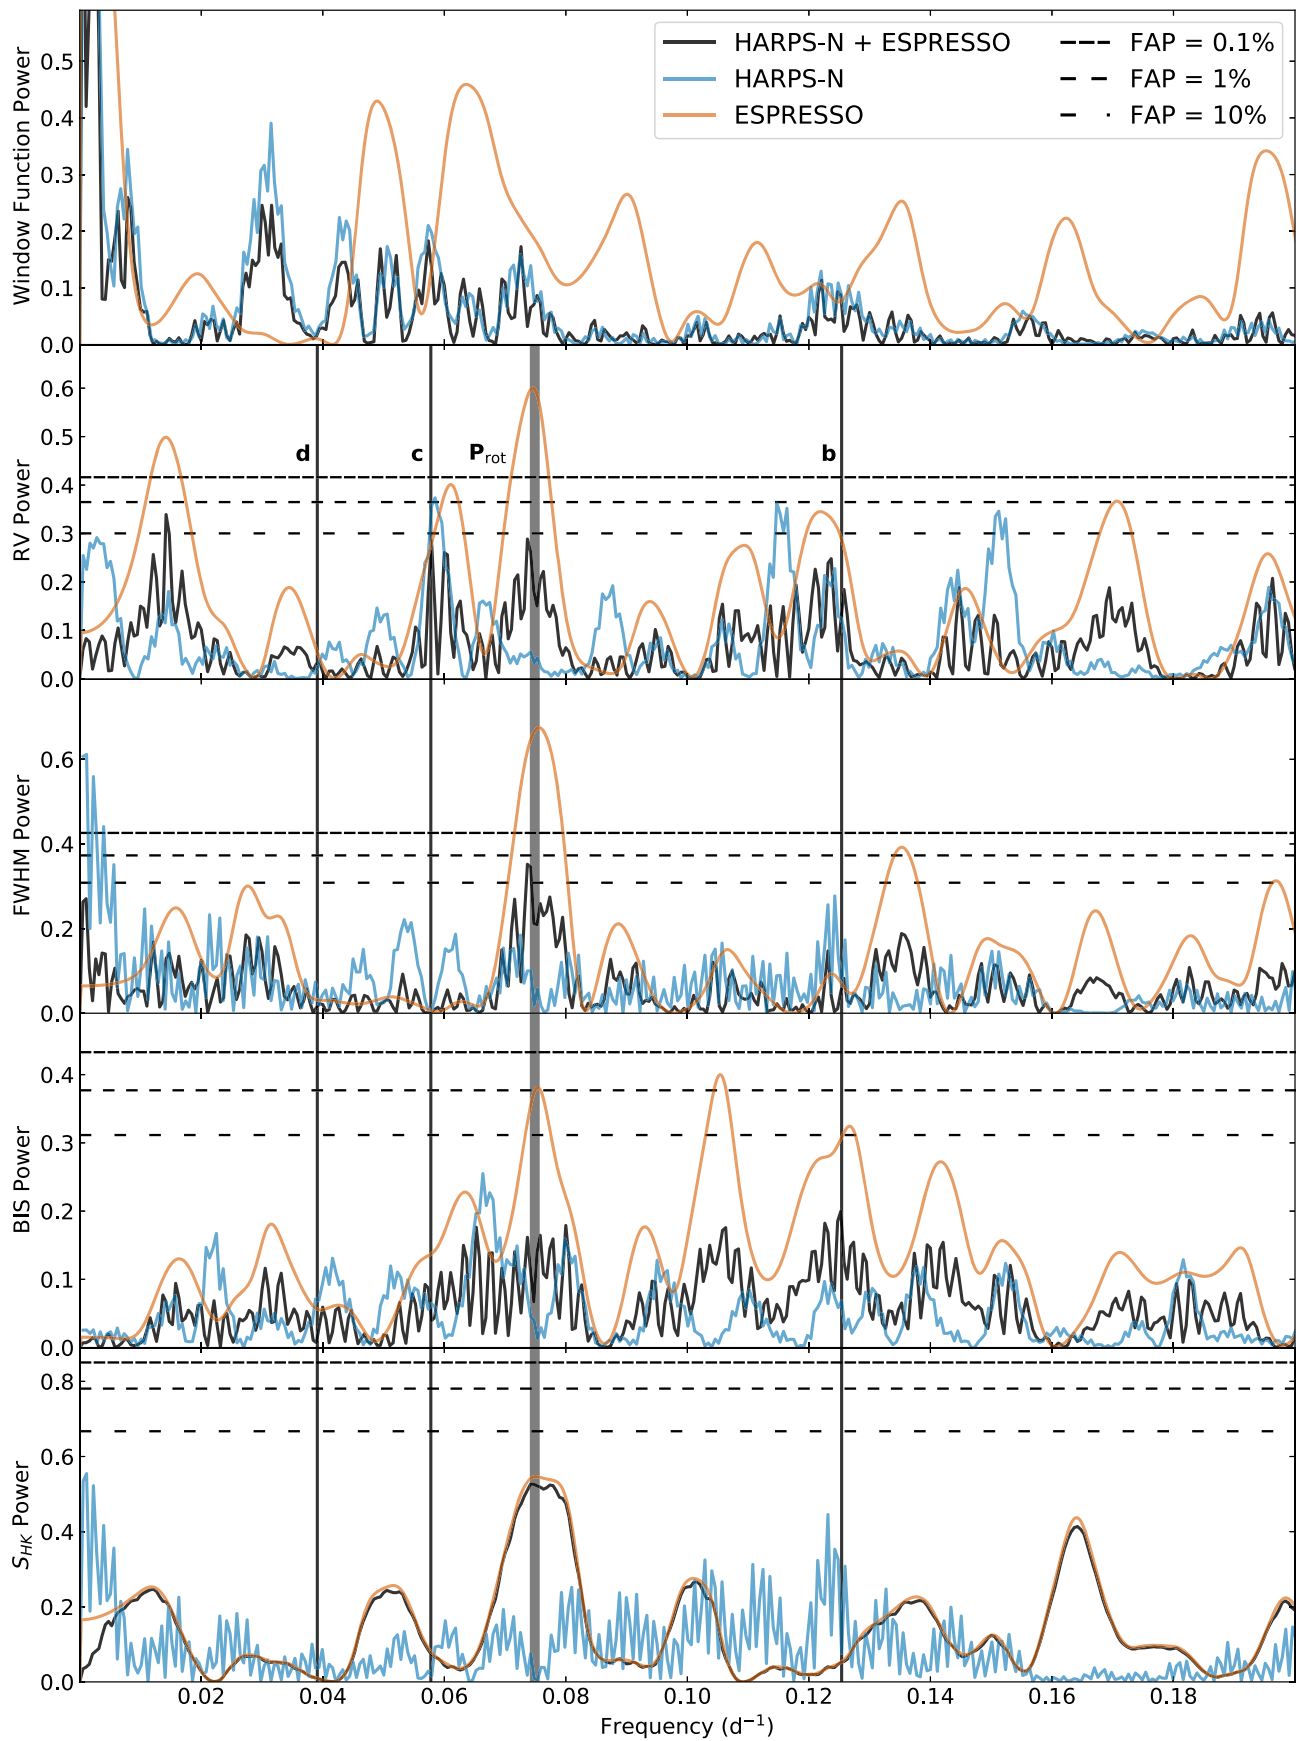 HARPS-N + ESPRESSO
HARPS-N
ESPRESSO
FAP = 0.1%
FAP = 1%
FAP = 10%
Window Function Power
0.5
0.4
0.3
0.2
0.1
0.0
RV Power
0.6
0.5
0.4
0.3
0.2
0.1
0.0
d
c
P_rot
b
FWHM Power
0.6
0.4
0.2
0.0
BIS Power
0.4
0.3
0.2
0.1
0.0
S_HK Power
0.8
0.6
0.4
0.2
0.0
0.02 0.04 0.06 0.08 0.10 0.12 0.14 0.16 0.18
Frequency (d⁻¹)